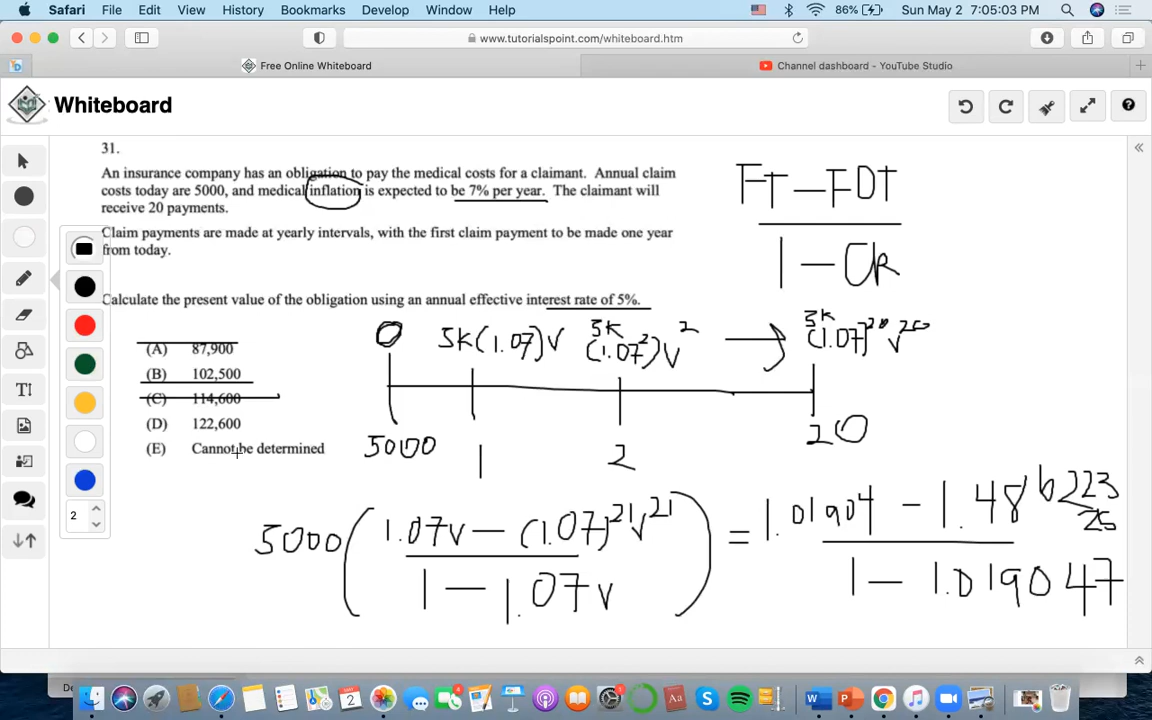 Safari File Edit View History Bookmarks Develop Window Help 86% Sun May 2 7:05:03 PM
www.tutorialspoint.com/whiteboard.htm
Free Online Whiteboard
Channel dashboard - YouTube Studio
Whiteboard
31.
An insurance company has an obligation to pay the medical costs for a claimant. Annual claim
costs today are 5000, and medical inflation is expected to be 7% per year. The claimant will
receive 20 payments.
Claim payments are made at yearly intervals, with the first claim payment to be made one year
from today.
Calculate the present value of the obligation using an annual effective interest rate of 5%.
(A) 87,900
(B) 102,500
(C) 114,600
(D) 122,600
(E) Cannot be determined
FT — FDT
1 — CR
0 5K(1.07)v 5K (1.07²)v² 5K (1.07)²⁰v²⁰
5000 1 2 20
5000 ( 1.07v — (1.07)²¹v²¹ = 1.01904 — 1.48622325
1 — 1.07v ) 1 — 1.019047
T
2